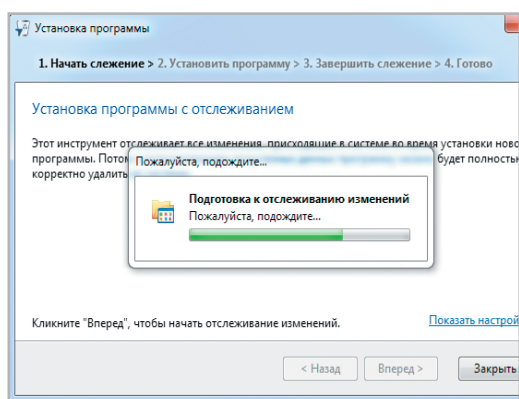 Установка программы
1. Начать слежение > 2. Установить программу > 3. Завершить слежение > 4. Готово
Установка программы с отслеживанием
Этот инструмент отслеживает все изменения, присходящие в системе во время установки ново
программы. Потом будет полностью
корректно удалить
Пожалуйста, подождите...
Подготовка к отслеживанию изменений
Пожалуйста, подождите...
Кликните "Вперед", чтобы начать отслеживание изменений.
Показать настрой
< Назад
Вперед >
Закрыть